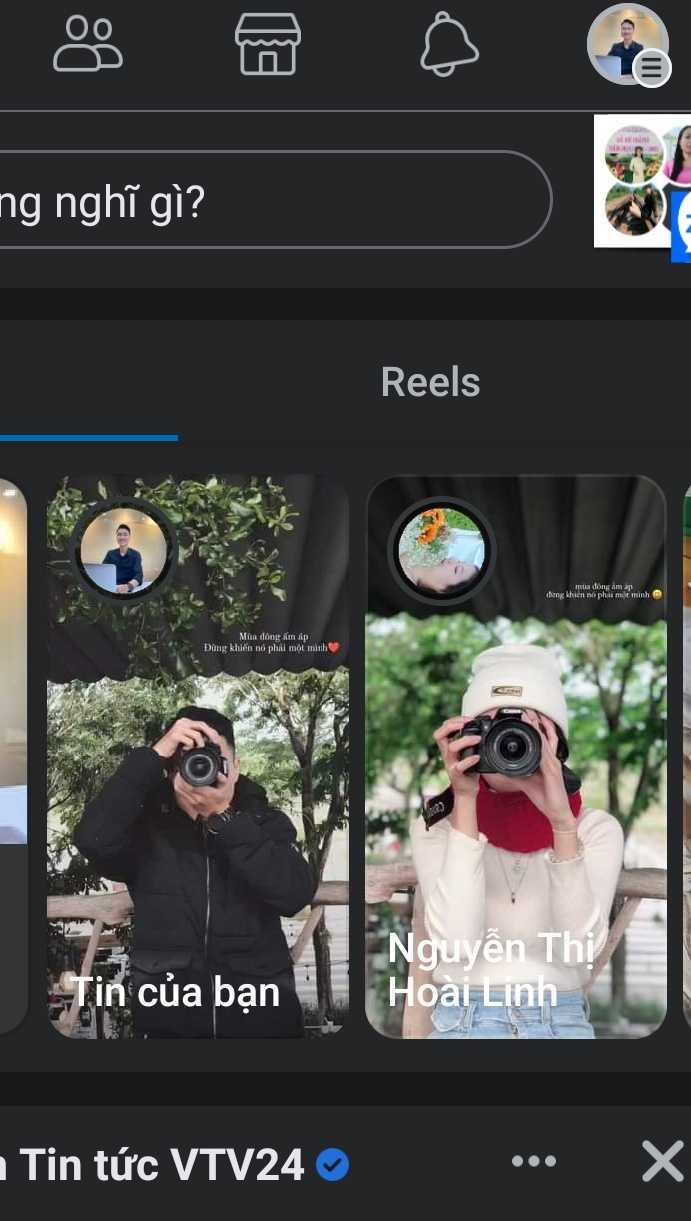 ng nghĩ gì?
Reels
Mùa đông ấm áp
Đừng khiến nó phải một mình❤️
mùa đông ấm áp
đừng khiến nó phải một mình 😄
Tin của bạn
Nguyễn Thị
Hoài Linh
Tin tức VTV24